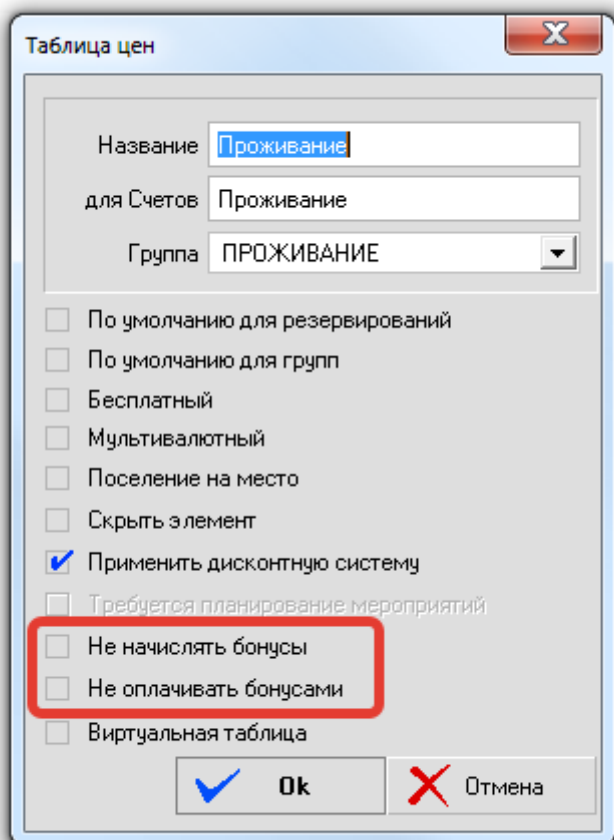 Таблица цен
Название Проживание
для Счетов Проживание
Группа ПРОЖИВАНИЕ
По умолчанию для резервирований
По умолчанию для групп
Бесплатный
Мультивалютный
Поселение на место
Скрыть элемент
Применить дисконтную систему
Требуется планирование мероприятий
Не начислять бонусы
Не оплачивать бонусами
Виртуальная таблица
Ok Отмена